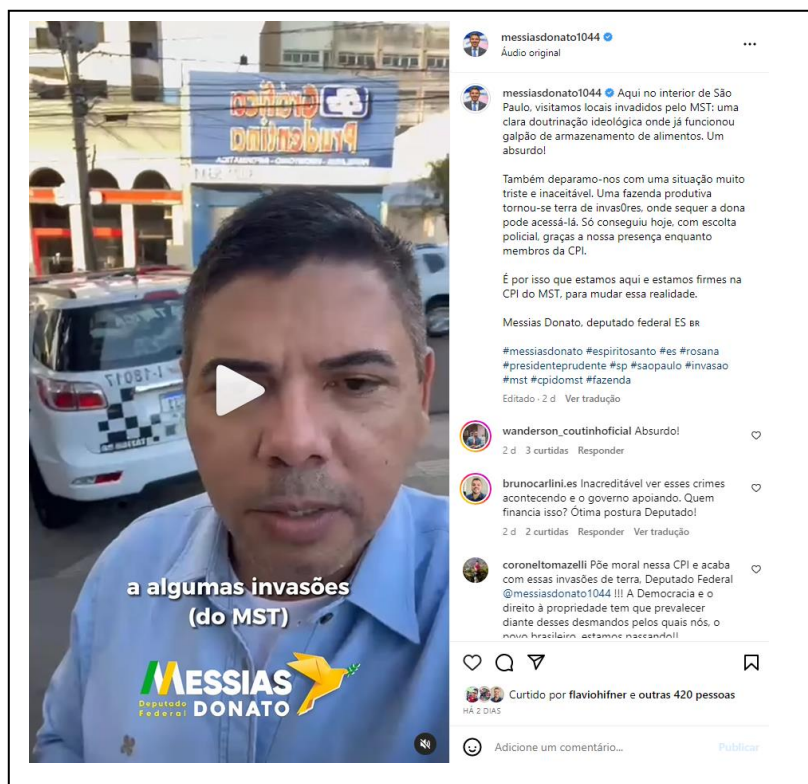 Gráfica
Prudentina
1-18017
a algumas invasões
(do MST)
MESSIAS
Deputado
Federal
DONATO
messiasdonato1044
Áudio original
messiasdonato1044 Aqui no interior de São
Paulo, visitamos locais invadidos pelo MST: uma
clara doutrinação ideológica onde já funcionou
galpão de armazenamento de alimentos. Um
absurdo!
Também deparamo-nos com uma situação muito
triste e inaceitável. Uma fazenda produtiva
tornou-se terra de invas0res, onde sequer a dona
pode acessá-lá. Só conseguiu hoje, com escolta
policial, graças a nossa presença enquanto
membros da CPI.
É por isso que estamos aqui e estamos firmes na
CPI do MST, para mudar essa realidade.
Messias Donato, deputado federal ES BR
#messiasdonato #espiritosanto #es #rosana
#presidenteprudente #sp #saopaulo #invasao
#mst #cpidomst #fazenda
Editado · 2 d Ver tradução
wanderson_coutinhoficial Absurdo!
2 d 3 curtidas Responder
brunocarlini.es Inacreditável ver esses crimes
acontecendo e o governo apoiando. Quem
financia isso? Ótima postura Deputado!
2 d 2 curtidas Responder Ver tradução
coroneltomazelli Põe moral nessa CPI e acaba
com essas invasões de terra, Deputado Federal
@messiasdonato1044 !!! A Democracia e o
direito à propriedade tem que prevalecer
diante desses desmandos pelos quais nós, o
povo brasileiro, estamos passando!!
Curtido por flaviohifner e outras 420 pessoas
HÁ 2 DIAS
Adicione um comentário...
Publicar